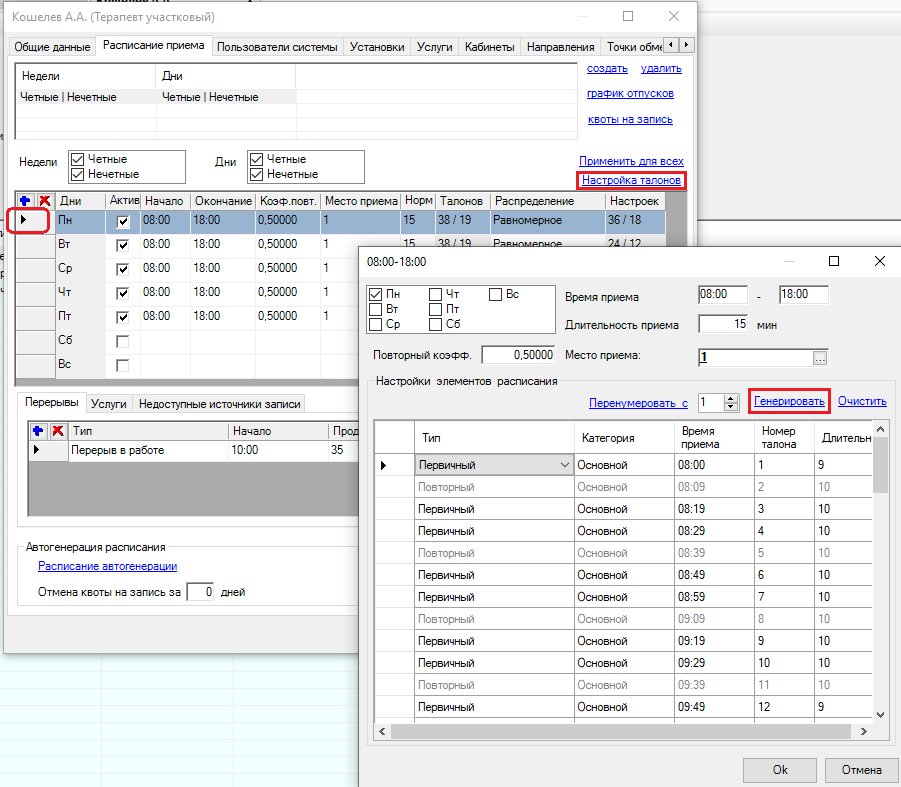 Кошелев А.А. (Терапевт участковый)
Общие данные Расписание приема Пользователи системы Установки Услуги Кабинеты Направления Точки обме
Недели Дни
Четные | Нечетные Четные | Нечетные
создать удалить
график отпусков
квоты на запись
Недели Четные Дни Четные
Нечетные Нечетные
Применить для всех
Настройка талонов
Дни Актив Начало Окончание Коэф.повт. Место приема Норм Талонов Распределение Настроек
Пн 08:00 18:00 0,50000 1 15 38 / 19 Равномерное 36 / 18
Вт 08:00 18:00 0,50000 1 15 38 / 19 Равномерное 24 / 12
Ср 08:00 18:00 0,50000 1
Чт 08:00 18:00 0,50000 1
Пт 08:00 18:00 0,50000 1
Сб
Вс
Перерывы Услуги Недоступные источники записи
Тип Начало Прод
Перерыв в работе 10:00 35
Автогенерация расписания
Расписание автогенерации
Отмена квоты на запись за 0 дней
08:00-18:00
Пн Чт Вс
Вт Пт
Ср Сб
Время приема 08:00 - 18:00
Длительность приема 15 мин
Повторный коэфф. 0,50000 Место приема: 1 ...
Настройки элементов расписания
Перенумеровать с 1 Генерировать Очистить
Тип Категория Время приема Номер талона Длительн
Первичный Основной 08:00 1 9
Повторный Основной 08:09 2 10
Первичный Основной 08:19 3 10
Первичный Основной 08:29 4 10
Повторный Основной 08:39 5 10
Первичный Основной 08:49 6 10
Первичный Основной 08:59 7 10
Повторный Основной 09:09 8 10
Первичный Основной 09:19 9 10
Первичный Основной 09:29 10 10
Повторный Основной 09:39 11 10
Первичный Основной 09:49 12 9
Ok Отмена